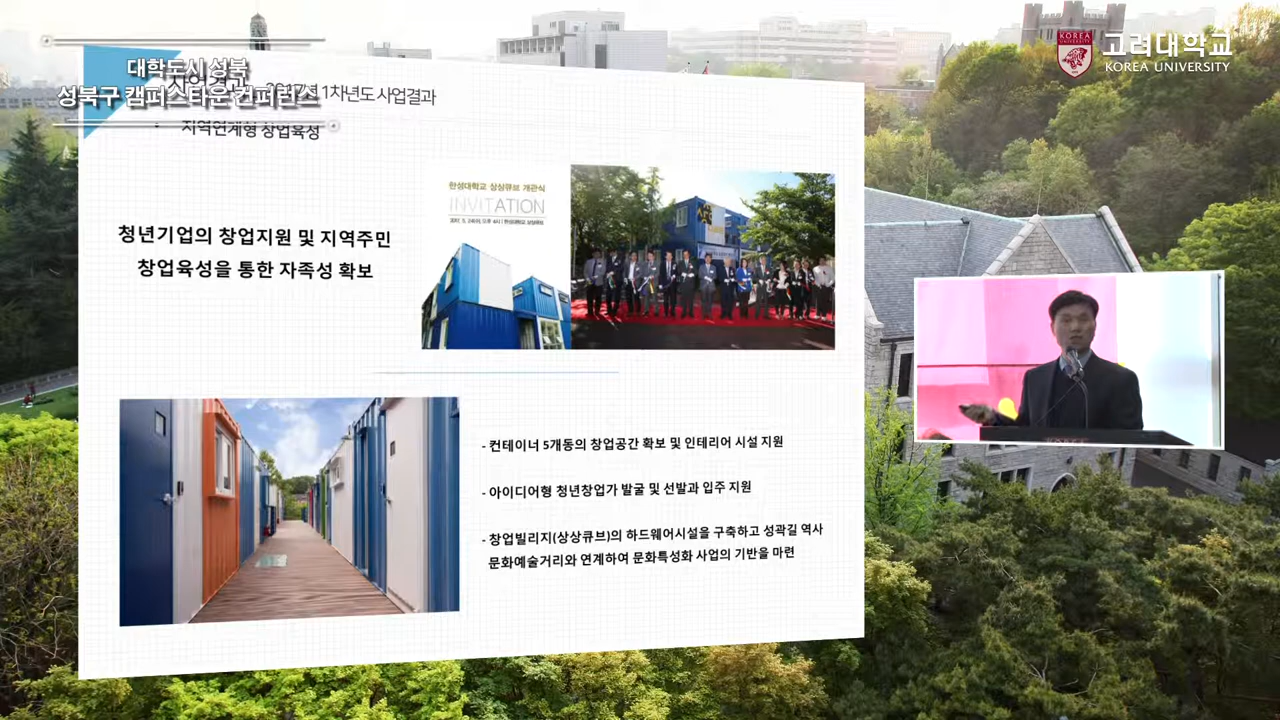 대학도시 성북
성북구 캠퍼스타운 컨퍼런스
고려대학교
KOREA UNIVERSITY
KOREA
1차년도 사업결과
지역연계형 창업육성
청년기업의 창업지원 및 지역주민
창업육성을 통한 자족성 확보
한성대학교 상상큐브 개관식
INVITATION
- 컨테이너 5개동의 창업공간 확보 및 인테리어 시설 지원
- 아이디어형 청년창업가 발굴 및 선발과 입주 지원
- 창업빌리지(상상큐브)의 하드웨어시설을 구축하고 성곽길 역사
문화예술거리와 연계하여 문화특성화 사업의 기반을 마련